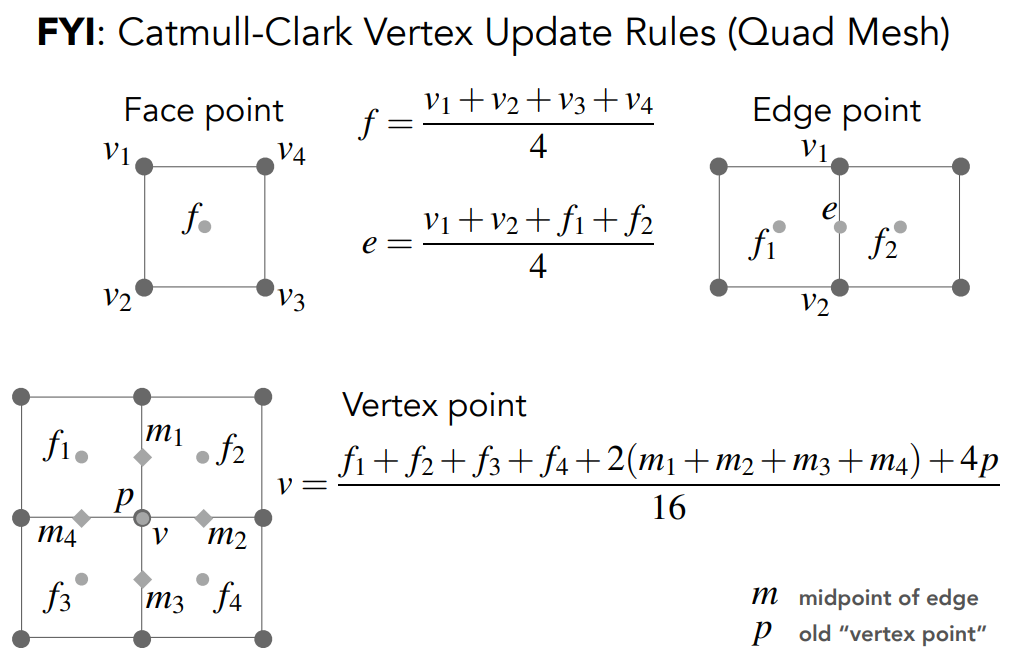 FYI: Catmull-Clark Vertex Update Rules (Quad Mesh)
Face point
v1 v4
f
v2 v3
f = v1 + v2 + v3 + v4 / 4
e = v1 + v2 + f1 + f2 / 4
Edge point
v1
e
f1 f2
v2
Vertex point
f1 m1 f2
p
m4 v m2
f3 m3 f4
v = f1 + f2 + f3 + f4 + 2(m1 + m2 + m3 + m4) + 4p / 16
m midpoint of edge
p old “vertex point”